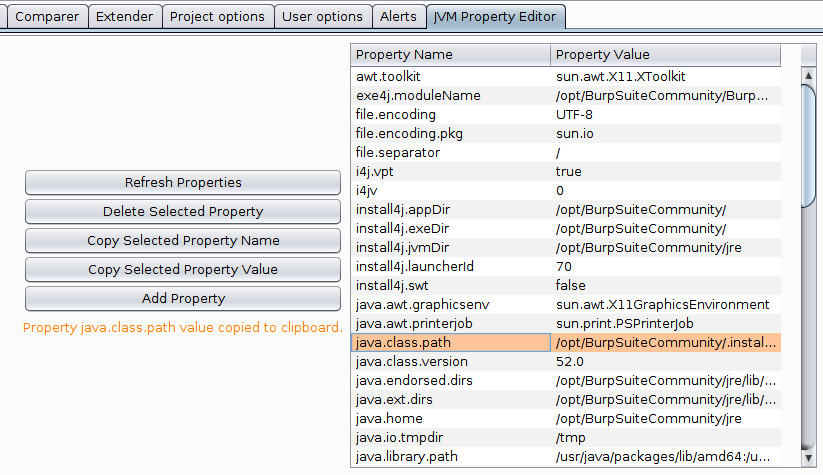 Comparer Extender Project options User options Alerts JVM Property Editor
Property Name Property Value
awt.toolkit sun.awt.X11.XToolkit
exe4j.moduleName /opt/BurpSuiteCommunity/Burp...
file.encoding UTF-8
file.encoding.pkg sun.io
file.separator /
i4j.vpt true
i4jv 0
install4j.appDir /opt/BurpSuiteCommunity/
install4j.exeDir /opt/BurpSuiteCommunity/
install4j.jvmDir /opt/BurpSuiteCommunity/jre
install4j.launcherId 70
install4j.swt false
java.awt.graphicsenv sun.awt.X11GraphicsEnvironment
java.awt.printerjob sun.print.PSPrinterJob
java.class.path /opt/BurpSuiteCommunity/.instal...
java.class.version 52.0
java.endorsed.dirs /opt/BurpSuiteCommunity/jre/lib/...
java.ext.dirs /opt/BurpSuiteCommunity/jre/lib/...
java.home /opt/BurpSuiteCommunity/jre
java.io.tmpdir /tmp
java.library.path /usr/java/packages/lib/amd64:/u...
Refresh Properties
Delete Selected Property
Copy Selected Property Name
Copy Selected Property Value
Add Property
Property java.class.path value copied to clipboard.